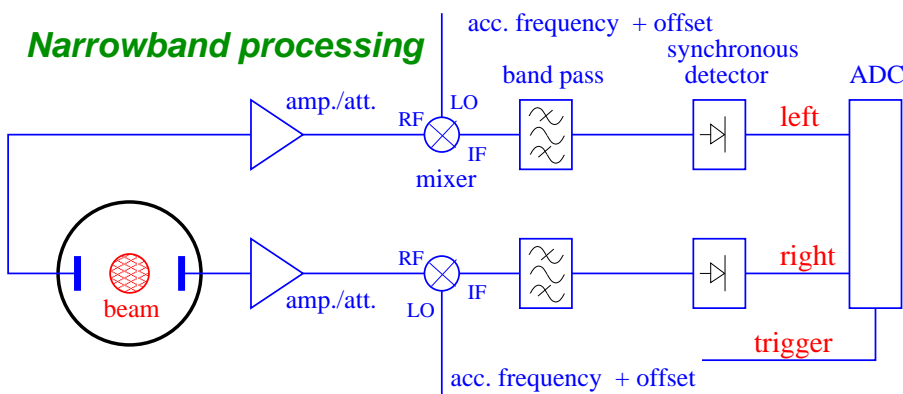 Narrowband processing
acc. frequency + offset
synchronous
detector
band pass
ADC
amp./att.
RF
LO
IF
mixer
left
beam
amp./att.
RF
LO
IF
right
trigger
acc. frequency + offset